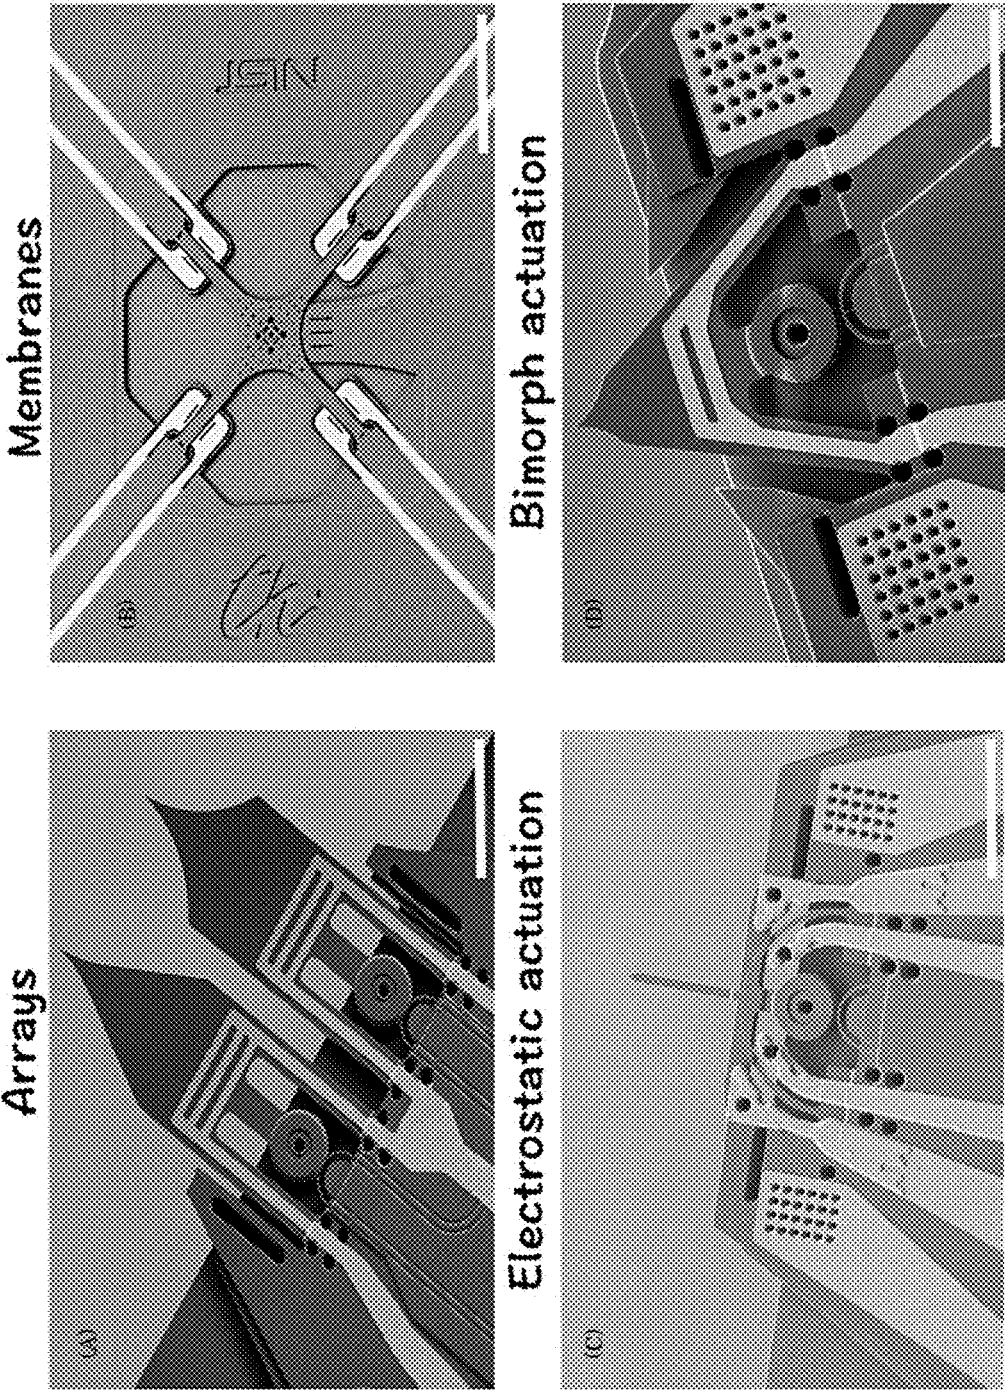 Arrays
Membranes
(A)
(B)
NIST
Electrostatic actuation
Bimorph actuation
(C)
(D)